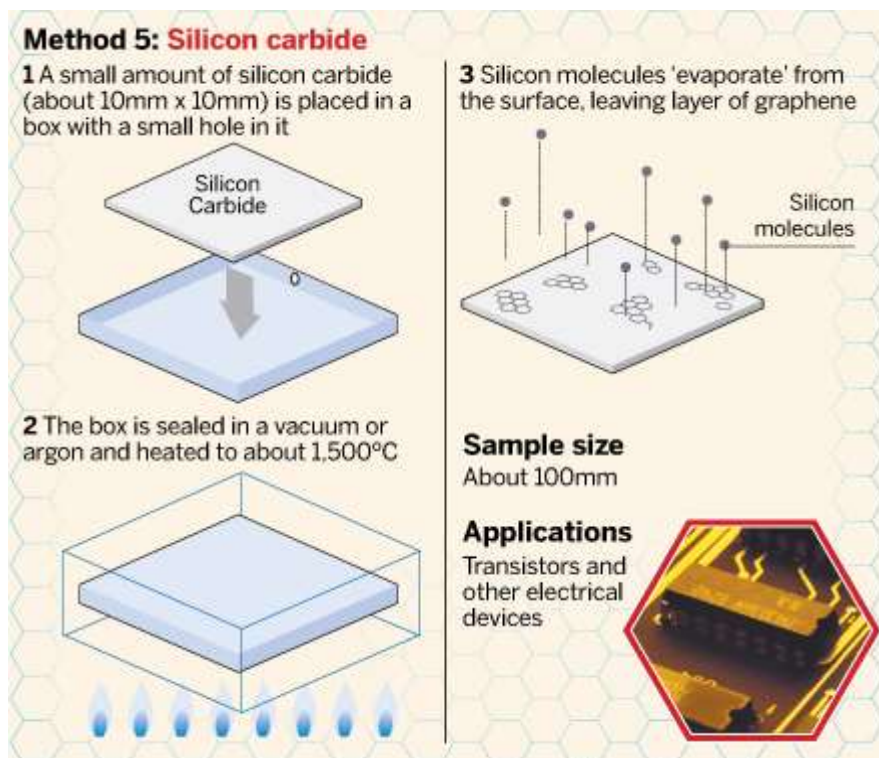 Method 5: Silicon carbide
1 A small amount of silicon carbide
(about 10mm x 10mm) is placed in a
box with a small hole in it
Silicon
Carbide
2 The box is sealed in a vacuum or
argon and heated to about 1,500ºC
3 Silicon molecules ‘evaporate’ from
the surface, leaving layer of graphene
Silicon
molecules
Sample size
About 100mm
Applications
Transistors and
other electrical
devices